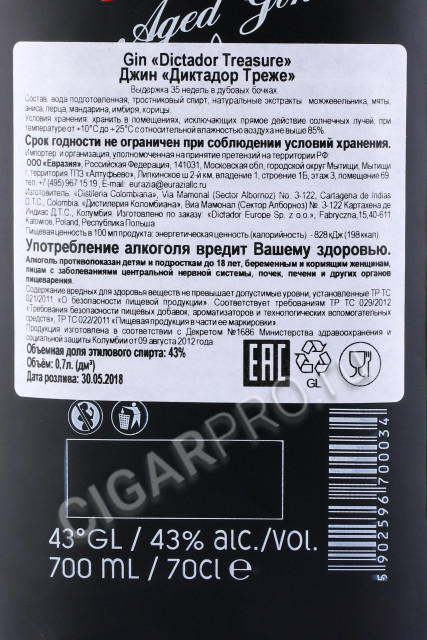 Aged Gin
Gin «Dictador Treasure»
Джин «Диктадор Треже»
Выдержка 35 недель в дубовых бочках.
Состав: вода подготовленная, тростниковый спирт, натуральные экстракты можжевельника, мяты,
аниса, перца, мандарина, имбиря, корицы.
Условия хранения: хранить в помещениях, исключающих прямое действие солнечных лучей, при
температуре от +10°С до +25°С с относительной влажностью воздуха не выше 85%.
Срок годности не ограничен при соблюдении условий хранения.
Импортер и организация, уполномоченная на принятие претензий на территории РФ:
ООО «Евразия», Российская Федерация, 141031, Московская обл, городской округ Мытищи, Мытищи
, территория ТПЗ «Алтуфьево», Липкинское ш 2-й км, владение 1, строение 1Б, этаж 3, помещение 69.
тел. +7 (495) 967 15 19 , E-mail: eurazia@euraziallc.ru
Изготовитель: «Distileria Colombiana», Via Mamonal (Sector Albornoz) No. 3-122, Cartagena de Indias
D.T.C., Colombia. «Дистилерия Коломбиана», Виа Мамонал (Сектор Алборноз) № 3-122 Картахена де
Индиас Д.Т.С., Колумбия. Изготовлено по заказу: «Dictador Europe Sp. z o.o.», Fabryczna,15,40-611
Katowice, Poland, Республика Польша
Пищевая ценность в 100 мл продукта: энергетическая ценность (калорийность) - 828 кДж (198 ккал).
Употребление алкоголя вредит Вашему здоровью.
Алкоголь противопоказан детям и подросткам до 18 лет, беременным и кормящим женщинам,
лицам с заболеваниями центральной нервной системы, почек, печени и других органов
пищеварения.
Содержание вредных для здоровья веществ не превышает допустимые уровни, установленные ТР ТС
021/2011 «О безопасности пищевой продукции». Соответствует требованиям ТР ТС 029/2012
«Требования безопасности пищевых добавок, ароматизаторов и технологических вспомогательных
средств», ТР ТС 022/2011 «Пищевая продукция в части ее маркировки».
Продукция изготовлена в соответствии с Декретом №1686 Министерства здравоохранения и
социальной защиты Колумбии от 09 августа 2012 года
Объемная доля этилового спирта: 43%
Объём: 0,7л. (дм³)
Дата розлива: 30.05.2018
EAC
GL
CIGARPRO.RU
43°GL / 43% alc./vol.
700 mL / 70cl e
5902596170034